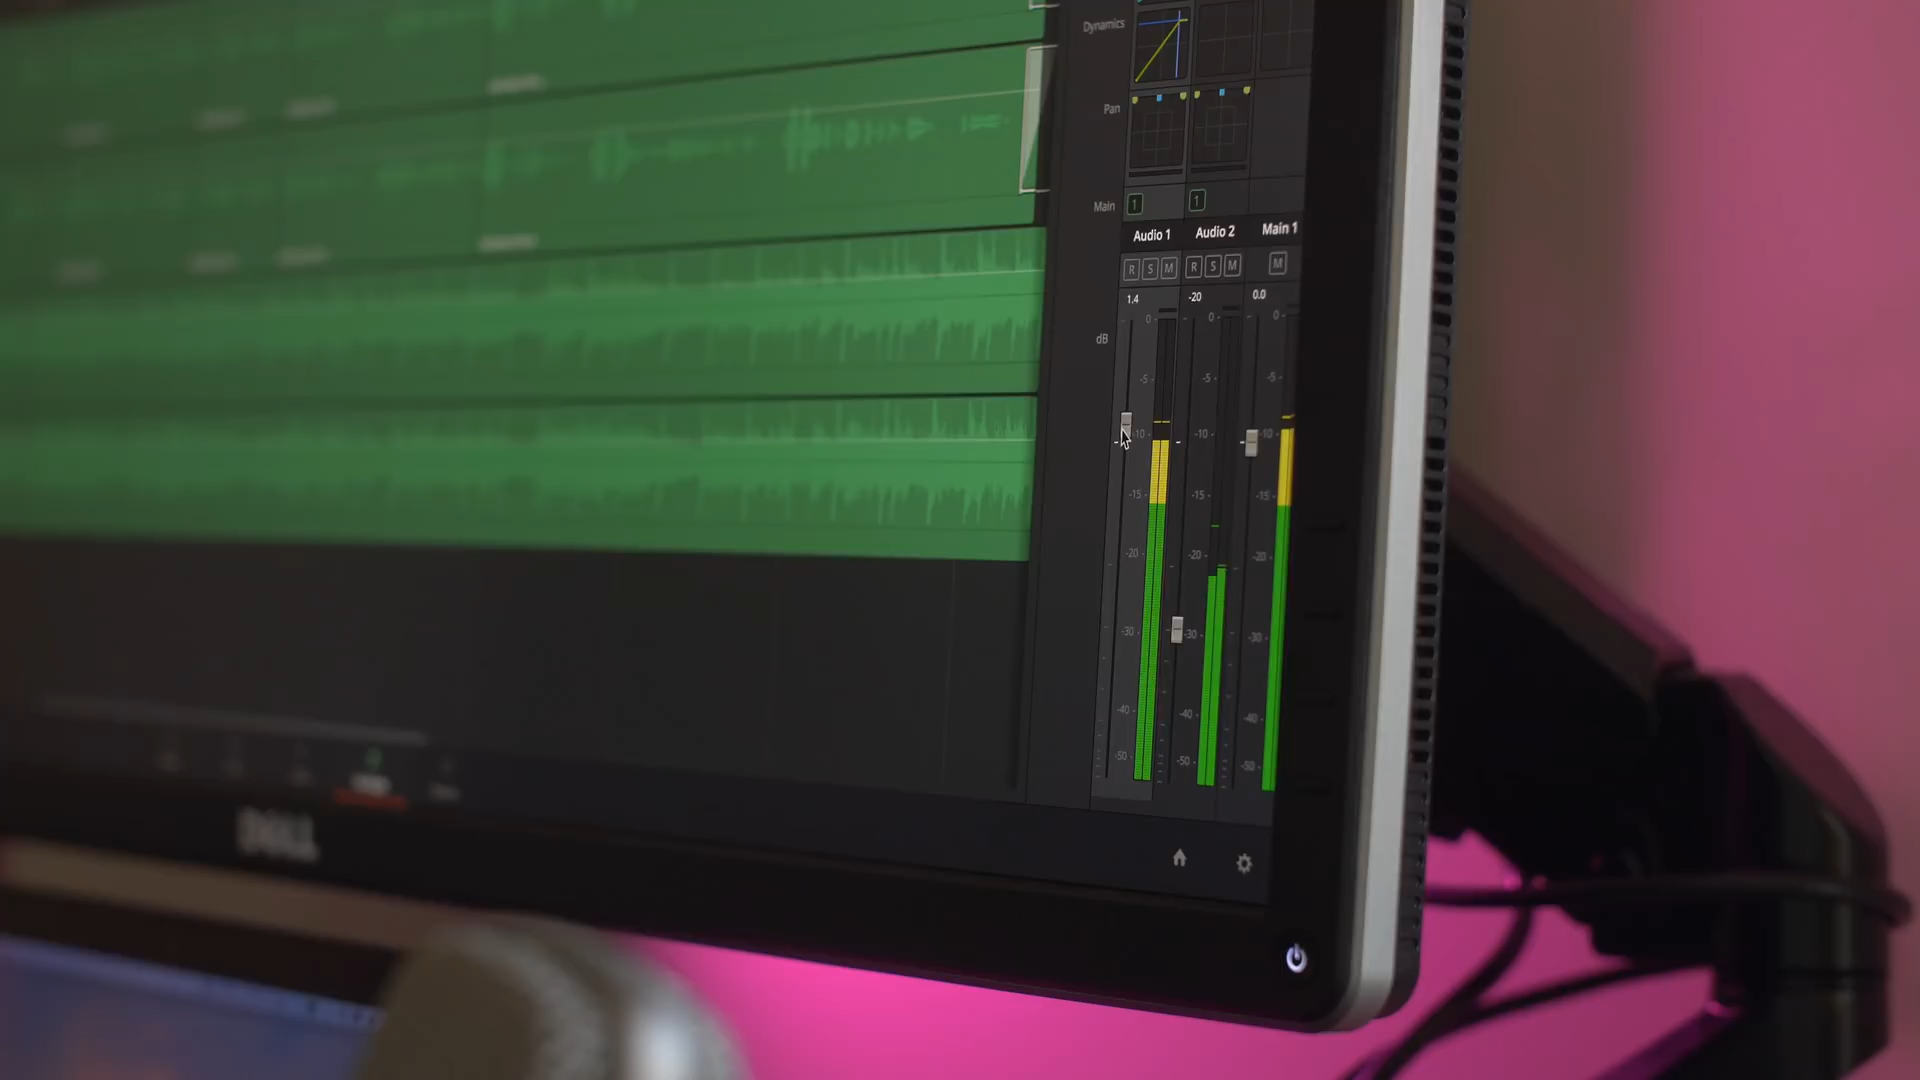 Dynamics
Pan
Main 1 1
Audio 1 Audio 2 Main 1
R S M R S M M
1.4 -20 0.0
0 0 0
dB
-5 -5 -5
-10 -10 -10
-15 -15 -15
-20 -20 -20
-30 -30 -30
-40 -40 -40
-50 -50 -50
DELL